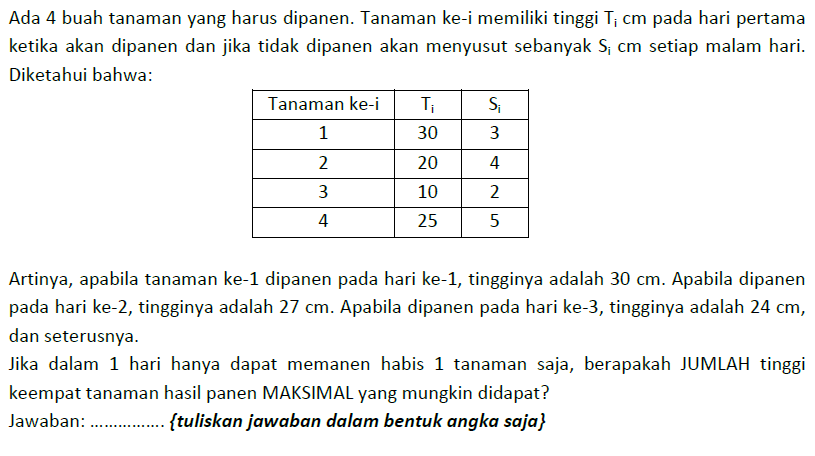 Ada 4 buah tanaman yang harus dipanen. Tanaman ke-i memiliki tinggi Tᵢ cm pada hari pertama
ketika akan dipanen dan jika tidak dipanen akan menyusut sebanyak Sᵢ cm setiap malam hari.
Diketahui bahwa:
Tanaman ke-i Tᵢ Sᵢ
1 30 3
2 20 4
3 10 2
4 25 5
Artinya, apabila tanaman ke-1 dipanen pada hari ke-1, tingginya adalah 30 cm. Apabila dipanen
pada hari ke-2, tingginya adalah 27 cm. Apabila dipanen pada hari ke-3, tingginya adalah 24 cm,
dan seterusnya.
Jika dalam 1 hari hanya dapat memanen habis 1 tanaman saja, berapakah JUMLAH tinggi
keempat tanaman hasil panen MAKSIMAL yang mungkin didapat?
Jawaban: ................ {tuliskan jawaban dalam bentuk angka saja}